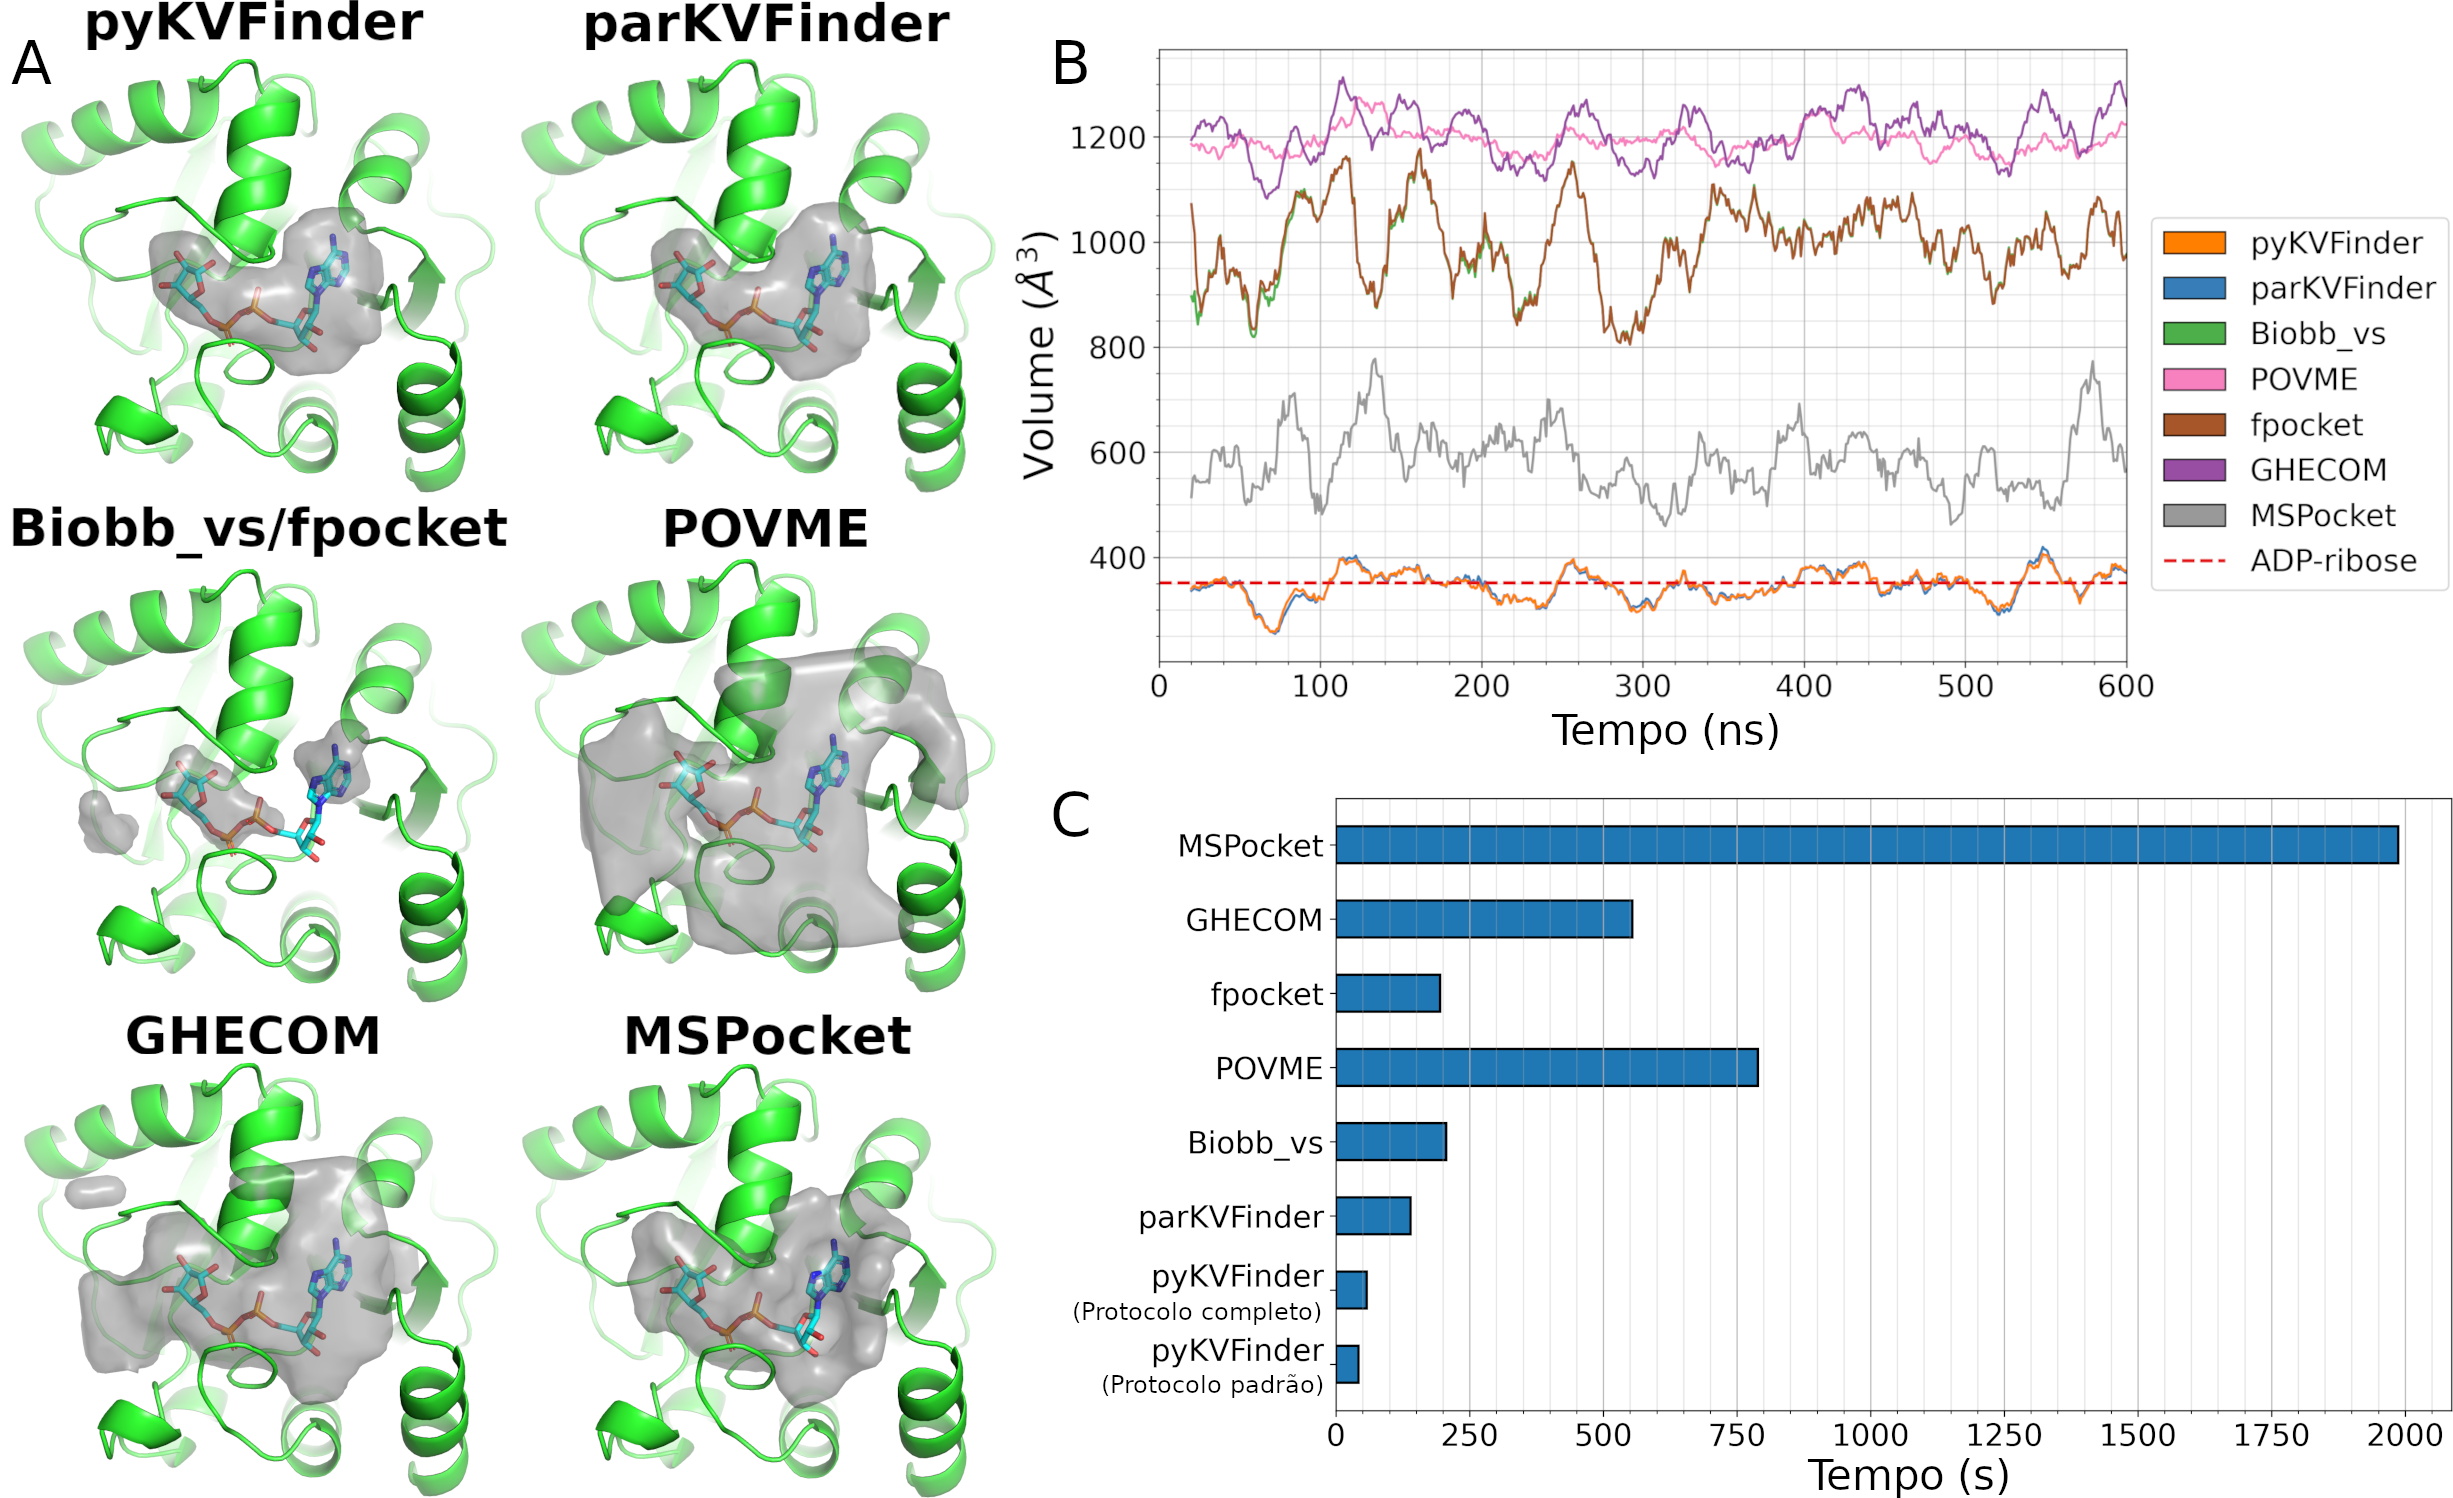 A
pyKVFinder
parKVFinder
Biobb_vs/fpocket
POVME
GHECOM
MSPocket
B
Volume (Å³)
1200
1000
800
600
400
0 100 200 300 400 500 600
Tempo (ns)
pyKVFinder
parKVFinder
Biobb_vs
POVME
fpocket
GHECOM
MSPocket
ADP-ribose
C
MSPocket
GHECOM
fpocket
POVME
Biobb_vs
parKVFinder
pyKVFinder
(Protocolo completo)
pyKVFinder
(Protocolo padrão)
0 250 500 750 1000 1250 1500 1750 2000
Tempo (s)